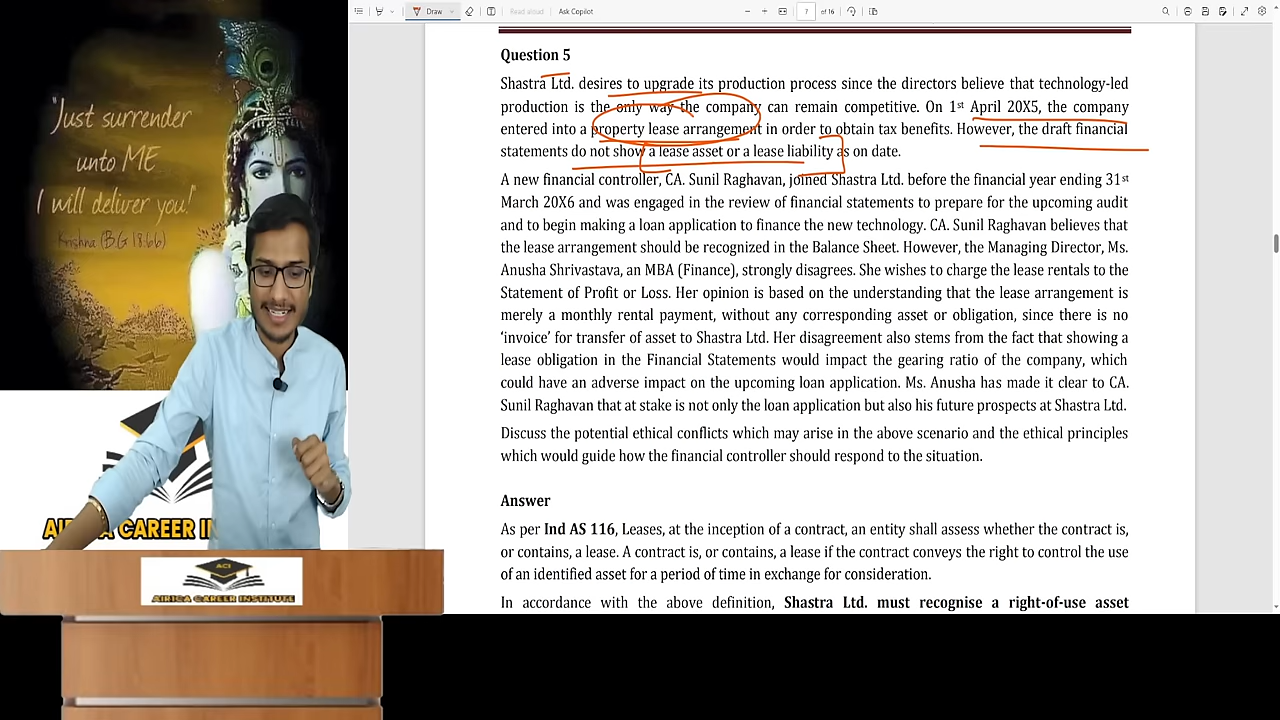 Draw
Read aloud
Ask Copilot
7
of 16
"Just surrender
unto ME
I will deliver you!"
Krishna (BG 18:66)
Question 5
Shastra Ltd. desires to upgrade its production process since the directors believe that technology-led
production is the only way the company can remain competitive. On 1st April 20X5, the company
entered into a property lease arrangement in order to obtain tax benefits. However, the draft financial
statements do not show a lease asset or a lease liability as on date.
A new financial controller, CA. Sunil Raghavan, joined Shastra Ltd. before the financial year ending 31st
March 20X6 and was engaged in the review of financial statements to prepare for the upcoming audit
and to begin making a loan application to finance the new technology. CA. Sunil Raghavan believes that
the lease arrangement should be recognized in the Balance Sheet. However, the Managing Director, Ms.
Anusha Shrivastava, an MBA (Finance), strongly disagrees. She wishes to charge the lease rentals to the
Statement of Profit or Loss. Her opinion is based on the understanding that the lease arrangement is
merely a monthly rental payment, without any corresponding asset or obligation, since there is no
'invoice' for transfer of asset to Shastra Ltd. Her disagreement also stems from the fact that showing a
lease obligation in the Financial Statements would impact the gearing ratio of the company, which
could have an adverse impact on the upcoming loan application. Ms. Anusha has made it clear to CA.
Sunil Raghavan that at stake is not only the loan application but also his future prospects at Shastra Ltd.
Discuss the potential ethical conflicts which may arise in the above scenario and the ethical principles
which would guide how the financial controller should respond to the situation.
Answer
As per Ind AS 116, Leases, at the inception of a contract, an entity shall assess whether the contract is,
or contains, a lease. A contract is, or contains, a lease if the contract conveys the right to control the use
of an identified asset for a period of time in exchange for consideration.
In accordance with the above definition, Shastra Ltd. must recognise a right-of-use asset
CAREER IN
ACI
AIRICA CAREER INSTITUTE